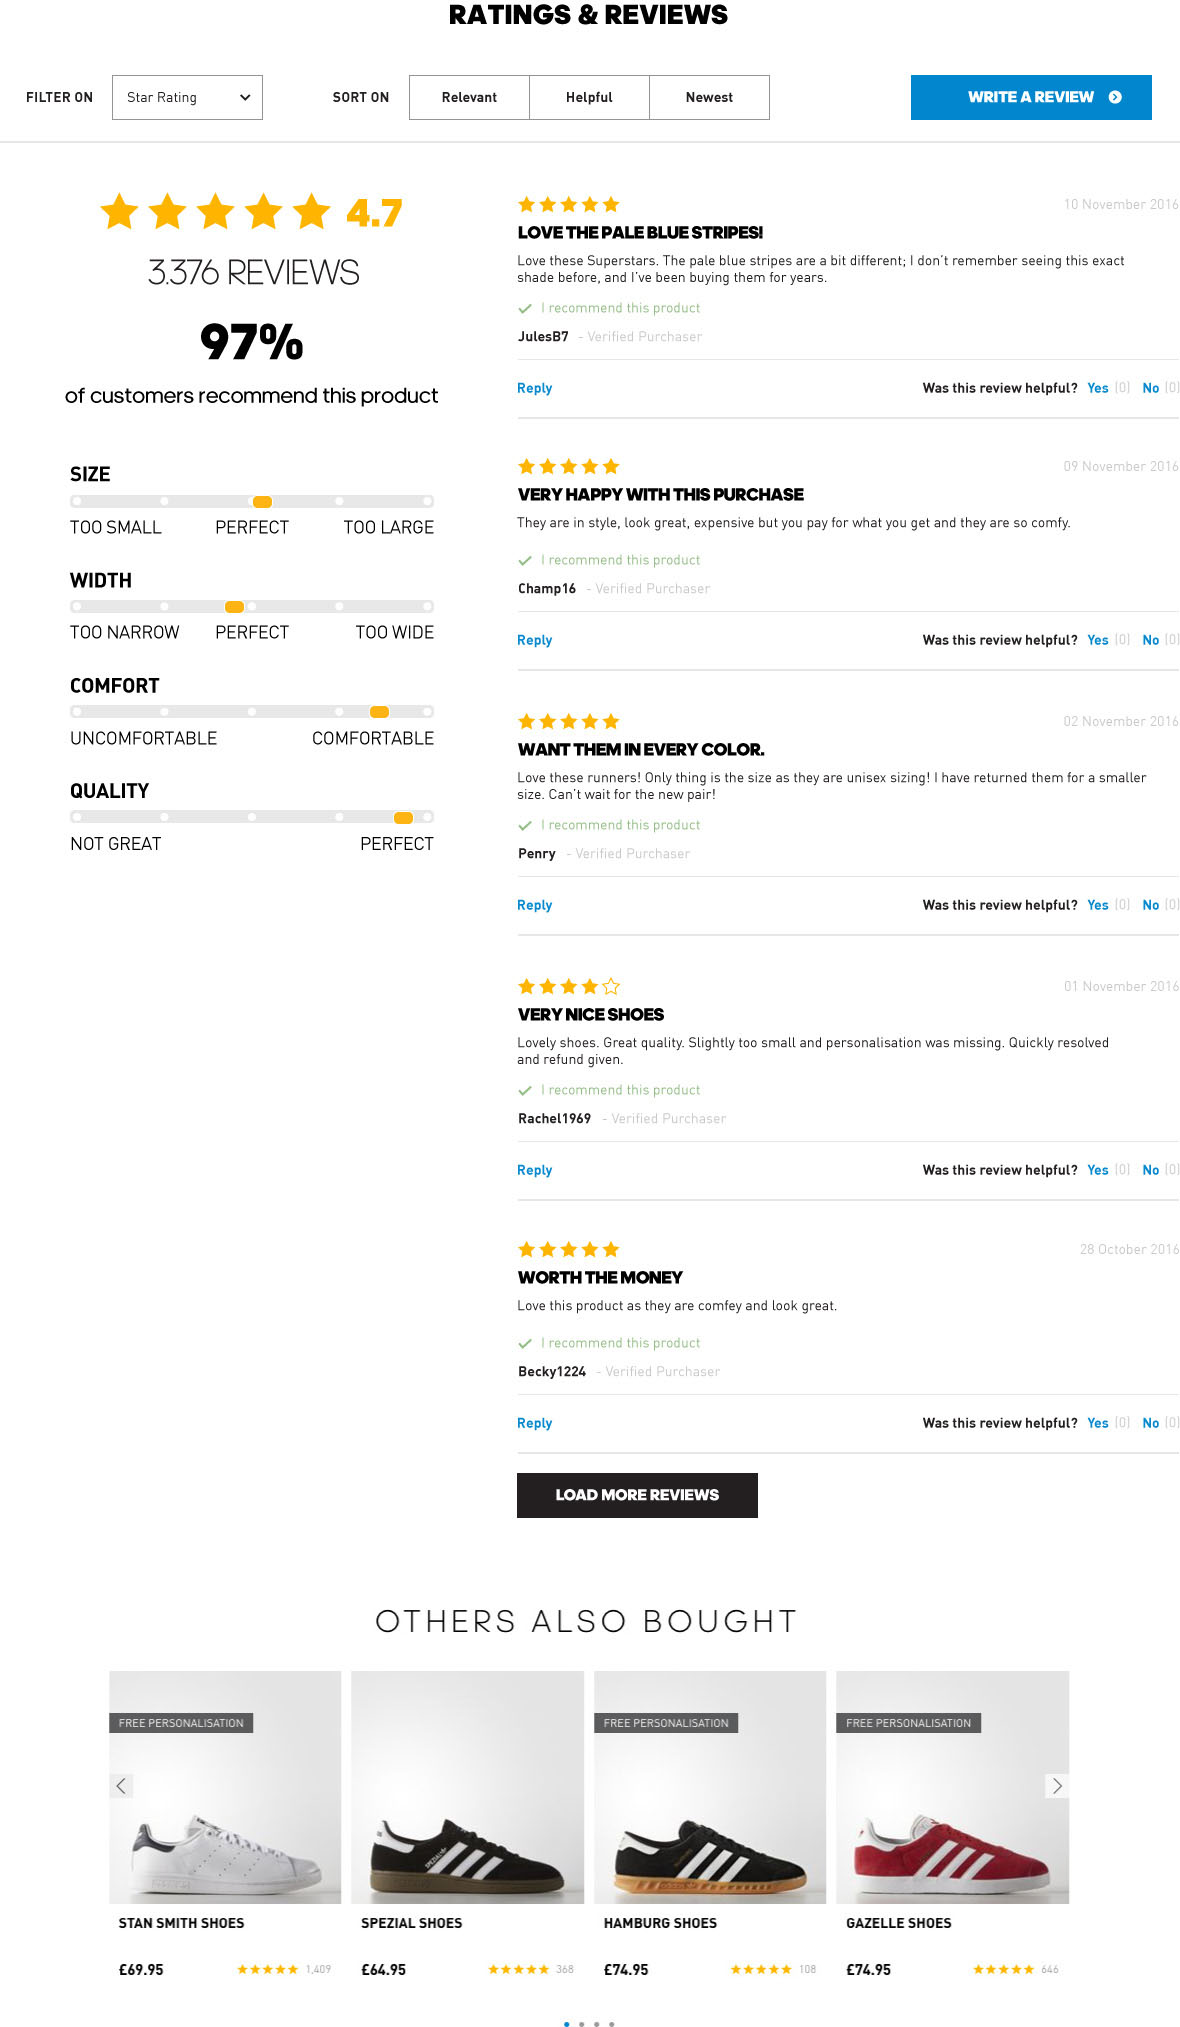 RATINGS & REVIEWS
FILTER ON Star Rating SORT ON Relevant Helpful Newest WRITE A REVIEW
4.7
3.376 REVIEWS
97%
of customers recommend this product
SIZE
TOO SMALL PERFECT TOO LARGE
WIDTH
TOO NARROW PERFECT TOO WIDE
COMFORT
UNCOMFORTABLE COMFORTABLE
QUALITY
NOT GREAT PERFECT
10 November 2016
LOVE THE PALE BLUE STRIPES!
Love these Superstars. The pale blue stripes are a bit different; I don't remember seeing this exact
shade before, and I've been buying them for years.
I recommend this product
JulesB7 - Verified Purchaser
Reply Was this review helpful? Yes (0) No (0)
09 November 2016
VERY HAPPY WITH THIS PURCHASE
They are in style, look great, expensive but you pay for what you get and they are so comfy.
I recommend this product
Champ16 - Verified Purchaser
Reply Was this review helpful? Yes (0) No (0)
02 November 2016
WANT THEM IN EVERY COLOR.
Love these runners! Only thing is the size as they are unisex sizing! I have returned them for a smaller
size. Can't wait for the new pair!
I recommend this product
Penry - Verified Purchaser
Reply Was this review helpful? Yes (0) No (0)
01 November 2016
VERY NICE SHOES
Lovely shoes. Great quality. Slightly too small and personalisation was missing. Quickly resolved
and refund given.
I recommend this product
Rachel1969 - Verified Purchaser
Reply Was this review helpful? Yes (0) No (0)
28 October 2016
WORTH THE MONEY
Love this product as they are comfey and look great.
I recommend this product
Becky1224 - Verified Purchaser
Reply Was this review helpful? Yes (0) No (0)
LOAD MORE REVIEWS
OTHERS ALSO BOUGHT
FREE PERSONALISATION FREE PERSONALISATION FREE PERSONALISATION
SPEZIAL
STAN SMITH SHOES SPEZIAL SHOES HAMBURG SHOES GAZELLE SHOES
£69.95 1,409 £64.95 368 £74.95 108 £74.95 646